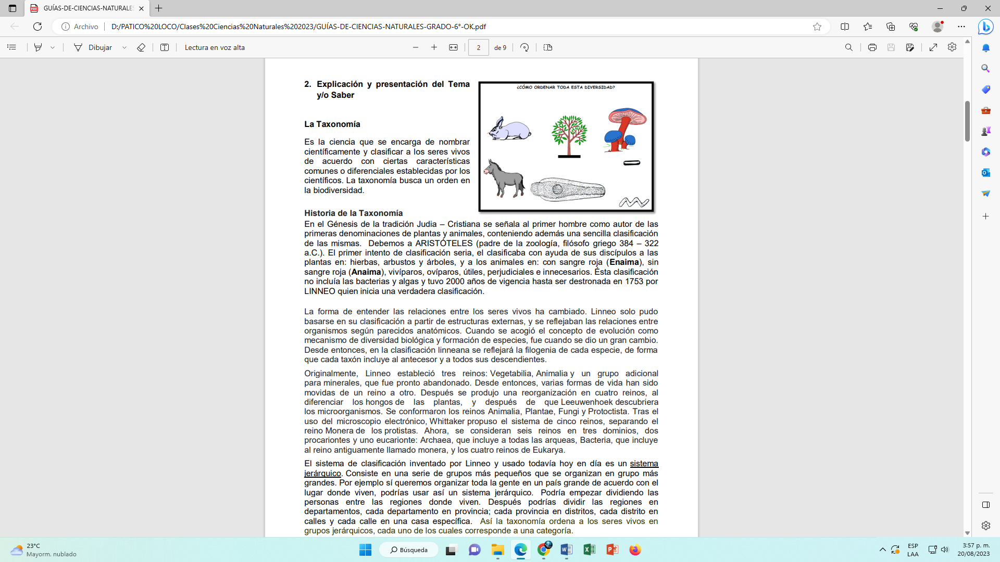 GUÍAS-DE-CIENCIAS-NATURALES
Archivo
D:/PATICO%20LOCO/Clases%20Ciencias%20Naturales%202023/GUÍAS-DE-CIENCIAS-NATURALES-GRADO-6°-OK.pdf
Dibujar
Lectura en voz alta
2
de 9
2. Explicación y presentación del Tema
y/o Saber
¿CÓMO ORDENAR TODA ESTA DIVERSIDAD?
La Taxonomía
Es la ciencia que se encarga de nombrar
científicamente y clasificar a los seres vivos
de acuerdo con ciertas características
comunes o diferenciales establecidas por los
científicos. La taxonomía busca un orden en
la biodiversidad.
Historia de la Taxonomía
En el Génesis de la tradición Judia – Cristiana se señala al primer hombre como autor de las
primeras denominaciones de plantas y animales, conteniendo además una sencilla clasificación
de las mismas. Debemos a ARISTÓTELES (padre de la zoología, filósofo griego 384 – 322
a.C.). El primer intento de clasificación seria, el clasificaba con ayuda de sus discípulos a las
plantas en: hierbas, arbustos y árboles, y a los animales en: con sangre roja (Enaima), sin
sangre roja (Anaima), vivíparos, ovíparos, útiles, perjudiciales e innecesarios. Ésta clasificación
no incluía las bacterias y algas y tuvo 2000 años de vigencia hasta ser destronada en 1753 por
LINNEO quien inicia una verdadera clasificación.
La forma de entender las relaciones entre los seres vivos ha cambiado. Linneo solo pudo
basarse en su clasificación a partir de estructuras externas, y se reflejaban las relaciones entre
organismos según parecidos anatómicos. Cuando se acogió el concepto de evolución como
mecanismo de diversidad biológica y formación de especies, fue cuando se dio un gran cambio.
Desde entonces, en la clasificación linneana se reflejará la filogenia de cada especie, de forma
que cada taxón incluye al antecesor y a todos sus descendientes.
Originalmente, Linneo estableció tres reinos: Vegetabilia, Animalia y un grupo adicional
para minerales, que fue pronto abandonado. Desde entonces, varias formas de vida han sido
movidas de un reino a otro. Después se produjo una reorganización en cuatro reinos, al
diferenciar los hongos de las plantas, y después de que Leeuwenhoek descubriera
los microorganismos. Se conformaron los reinos Animalia, Plantae, Fungi y Protoctista. Tras el
uso del microscopio electrónico, Whittaker propuso el sistema de cinco reinos, separando el
reino Monera de los protistas. Ahora, se consideran seis reinos en tres dominios, dos
procariontes y uno eucarionte: Archaea, que incluye a todas las arqueas, Bacteria, que incluye
al reino antiguamente llamado monera, y los cuatro reinos de Eukarya.
El sistema de clasificación inventado por Linneo y usado todavía hoy en día es un sistema
jerárquico. Consiste en una serie de grupos más pequeños que se organizan en grupo más
grandes. Por ejemplo sí queremos organizar toda la gente en un país grande de acuerdo con el
lugar donde viven, podrías usar así un sistema jerárquico. Podría empezar dividiendo las
personas entre las regiones donde viven. Después podrías dividir las regiones en
departamentos, cada departamento en provincia; cada provincia en distritos, cada distrito en
calles y cada calle en una casa específica. Así la taxonomía ordena a los seres vivos en
grupos jerárquicos, cada uno de los cuales corresponde a una categoría.
23°C
Mayorm. nublado
Búsqueda
ESP
LAA
3:57 p. m.
20/08/2023